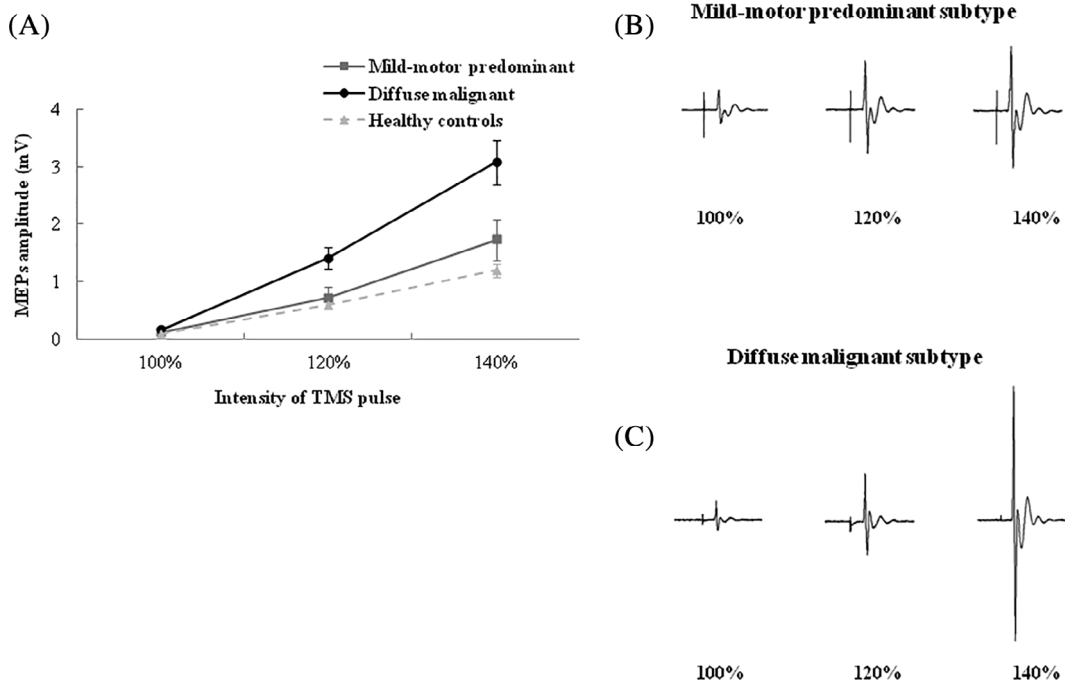 (A)
Mild-motor predominant
Diffuse malignant
Healthy controls
MEPs amplitude (mV)
4
3
2
1
0
100%
120%
140%
Intensity of TMS pulse
(B)
Mild-motor predominant subtype
100%
120%
140%
Diffuse malignant subtype
(C)
100%
120%
140%